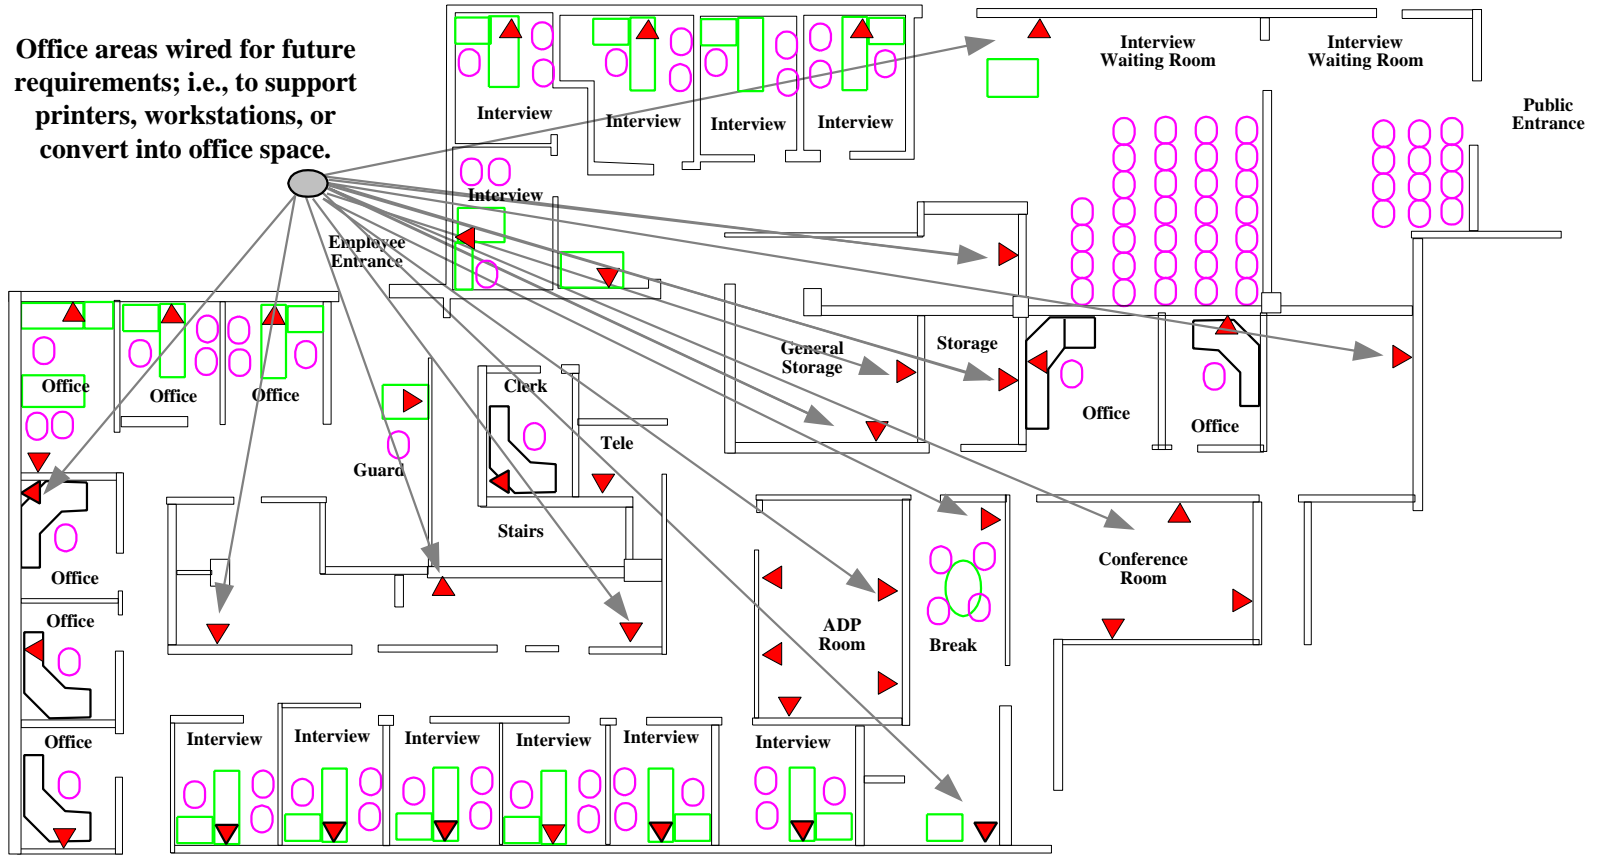 Office areas wired for future
requirements; i.e., to support
printers, workstations, or
convert into office space.
Interview
Interview
Interview
Interview
Interview
Waiting Room
Interview
Waiting Room
Public
Entrance
Interview
Employee
Entrance
General
Storage
Storage
Office
Office
Office
Office
Office
Clerk
Tele
Guard
Stairs
Office
Office
Office
Conference
Room
ADP
Room
Break
Interview
Interview
Interview
Interview
Interview
Interview